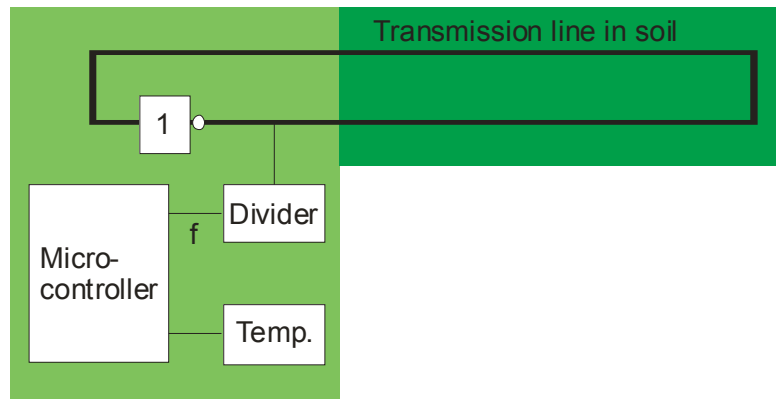 Transmission line in soil
1
Divider
f
Micro-
controller
Temp.